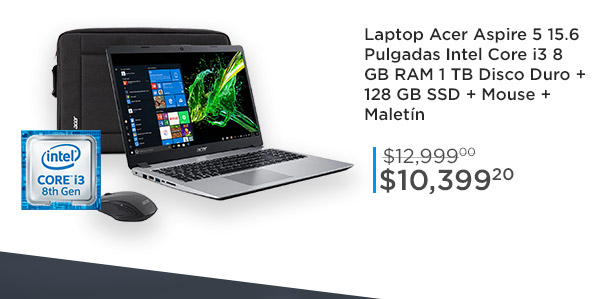 Laptop Acer Aspire 5 15.6
Pulgadas Intel Core i3 8
GB RAM 1 TB Disco Duro +
128 GB SSD + Mouse +
Maletín
$12,999⁰⁰
$10,399²⁰
intel
CORE i3
8th Gen
acer